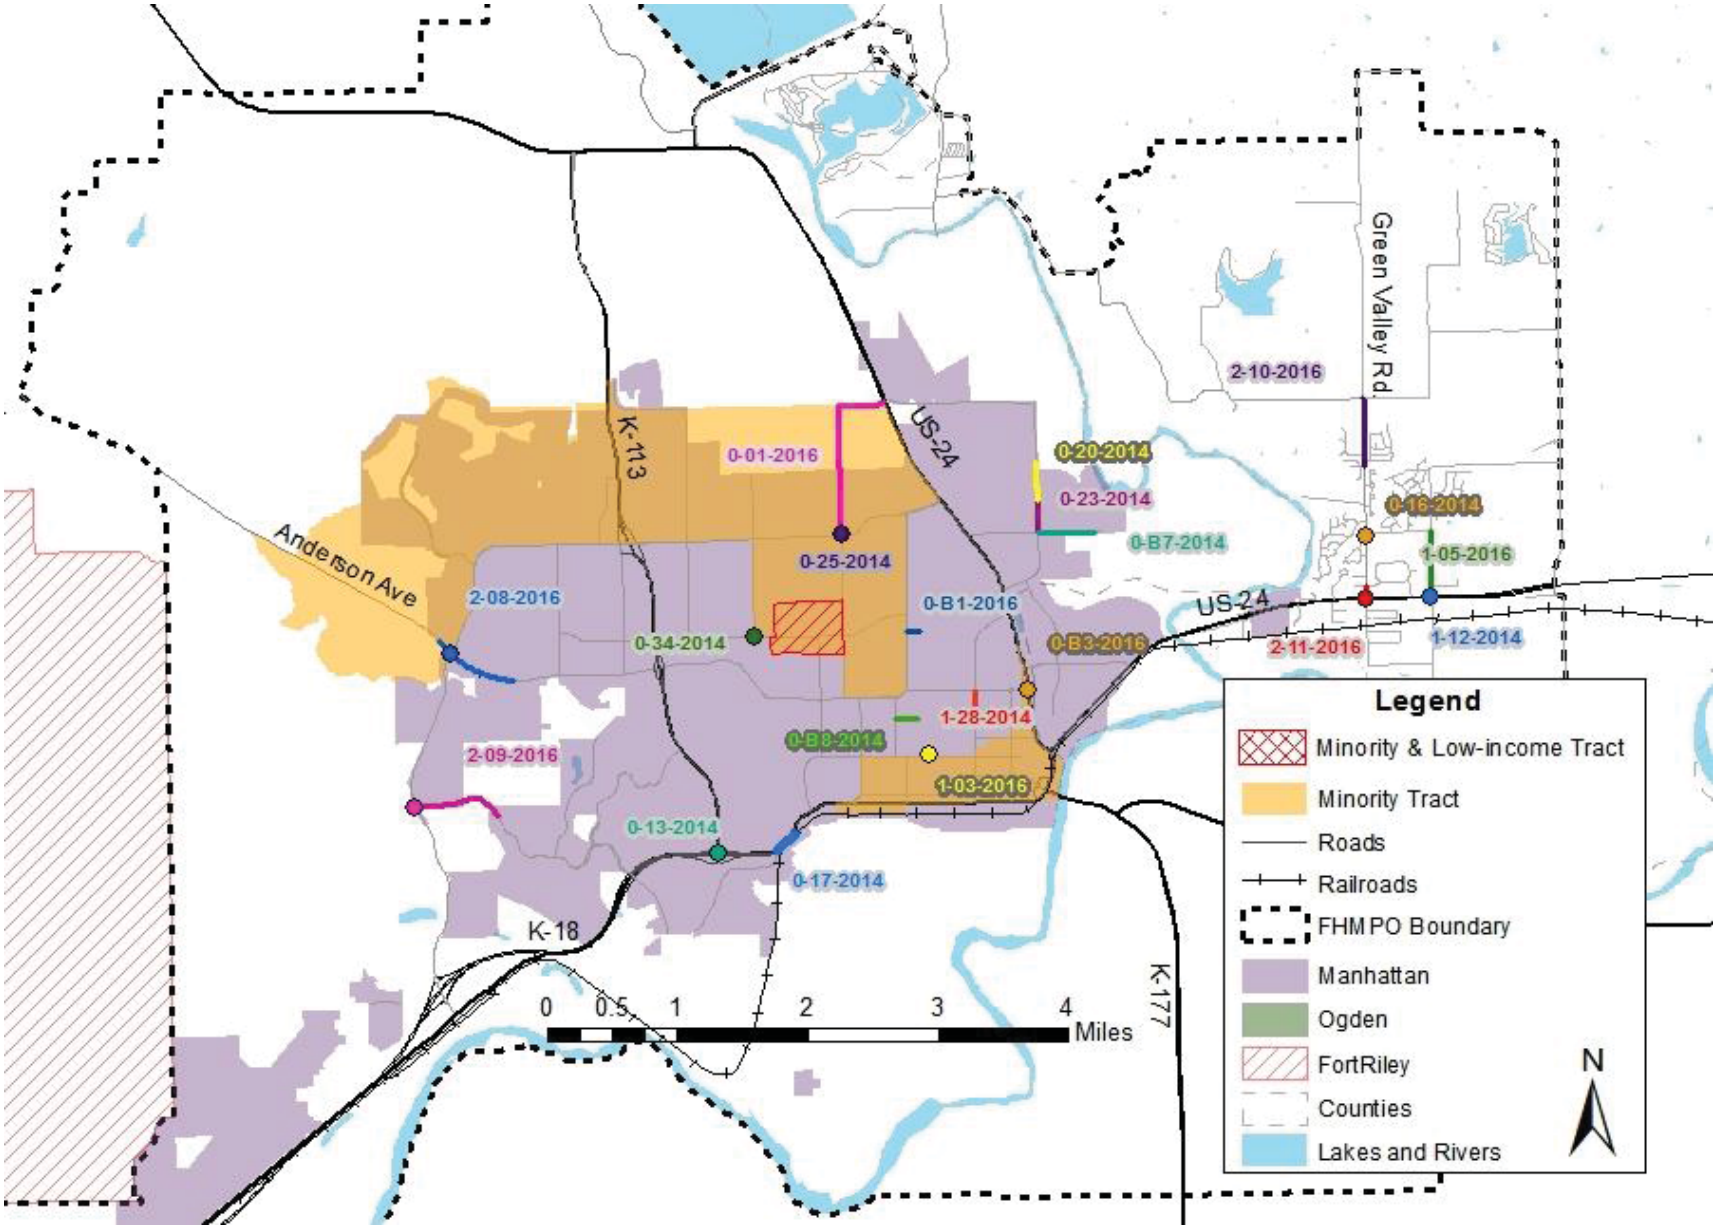 Green Valley Rd.
2-10-2016
K-113
US-24
0-01-2016
0-20-2014
0-23-2014
0-16-2014
Anderson Ave
0-25-2014
0-B7-2014
1-05-2016
2-08-2016
0-B1-2016
US-24
0-34-2014
0-B3-2016
2-11-2016
1-12-2014
1-28-2014
0-B8-2014
2-09-2016
1-03-2016
0-13-2014
0-17-2014
K-18
K-177
0 0.5 1 2 3 4
Miles
Legend
Minority & Low-income Tract
Minority Tract
Roads
Railroads
FHMPO Boundary
Manhattan
Ogden
FortRiley
Counties
Lakes and Rivers
N